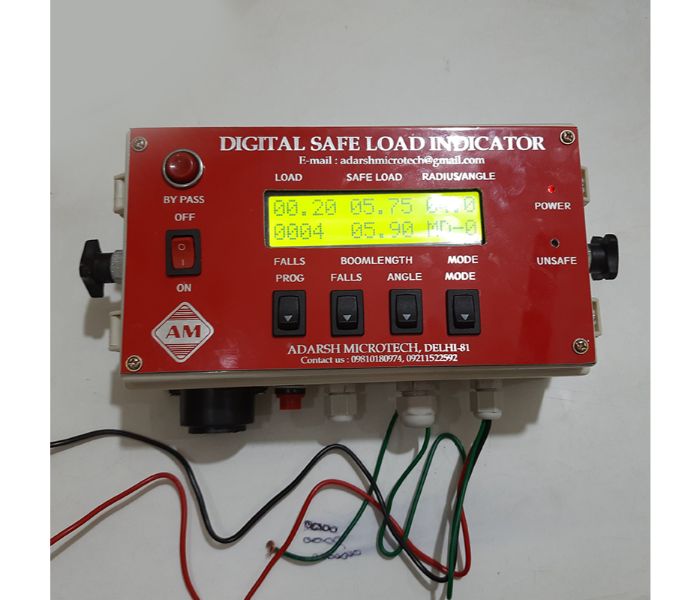 DIGITAL SAFE LOAD INDICATOR
E-mail : adarshmicrotech@gmail.com
LOAD SAFE LOAD RADIUS/ANGLE
00.20 05.75
0004 05.90 MD-0
BY PASS
OFF
ON
POWER
UNSAFE
FALLS BOOMLENGTH MODE
PROG FALLS ANGLE MODE
AM
ADARSH MICROTECH, DELHI-81
Contact us : 09810180974, 09211522592